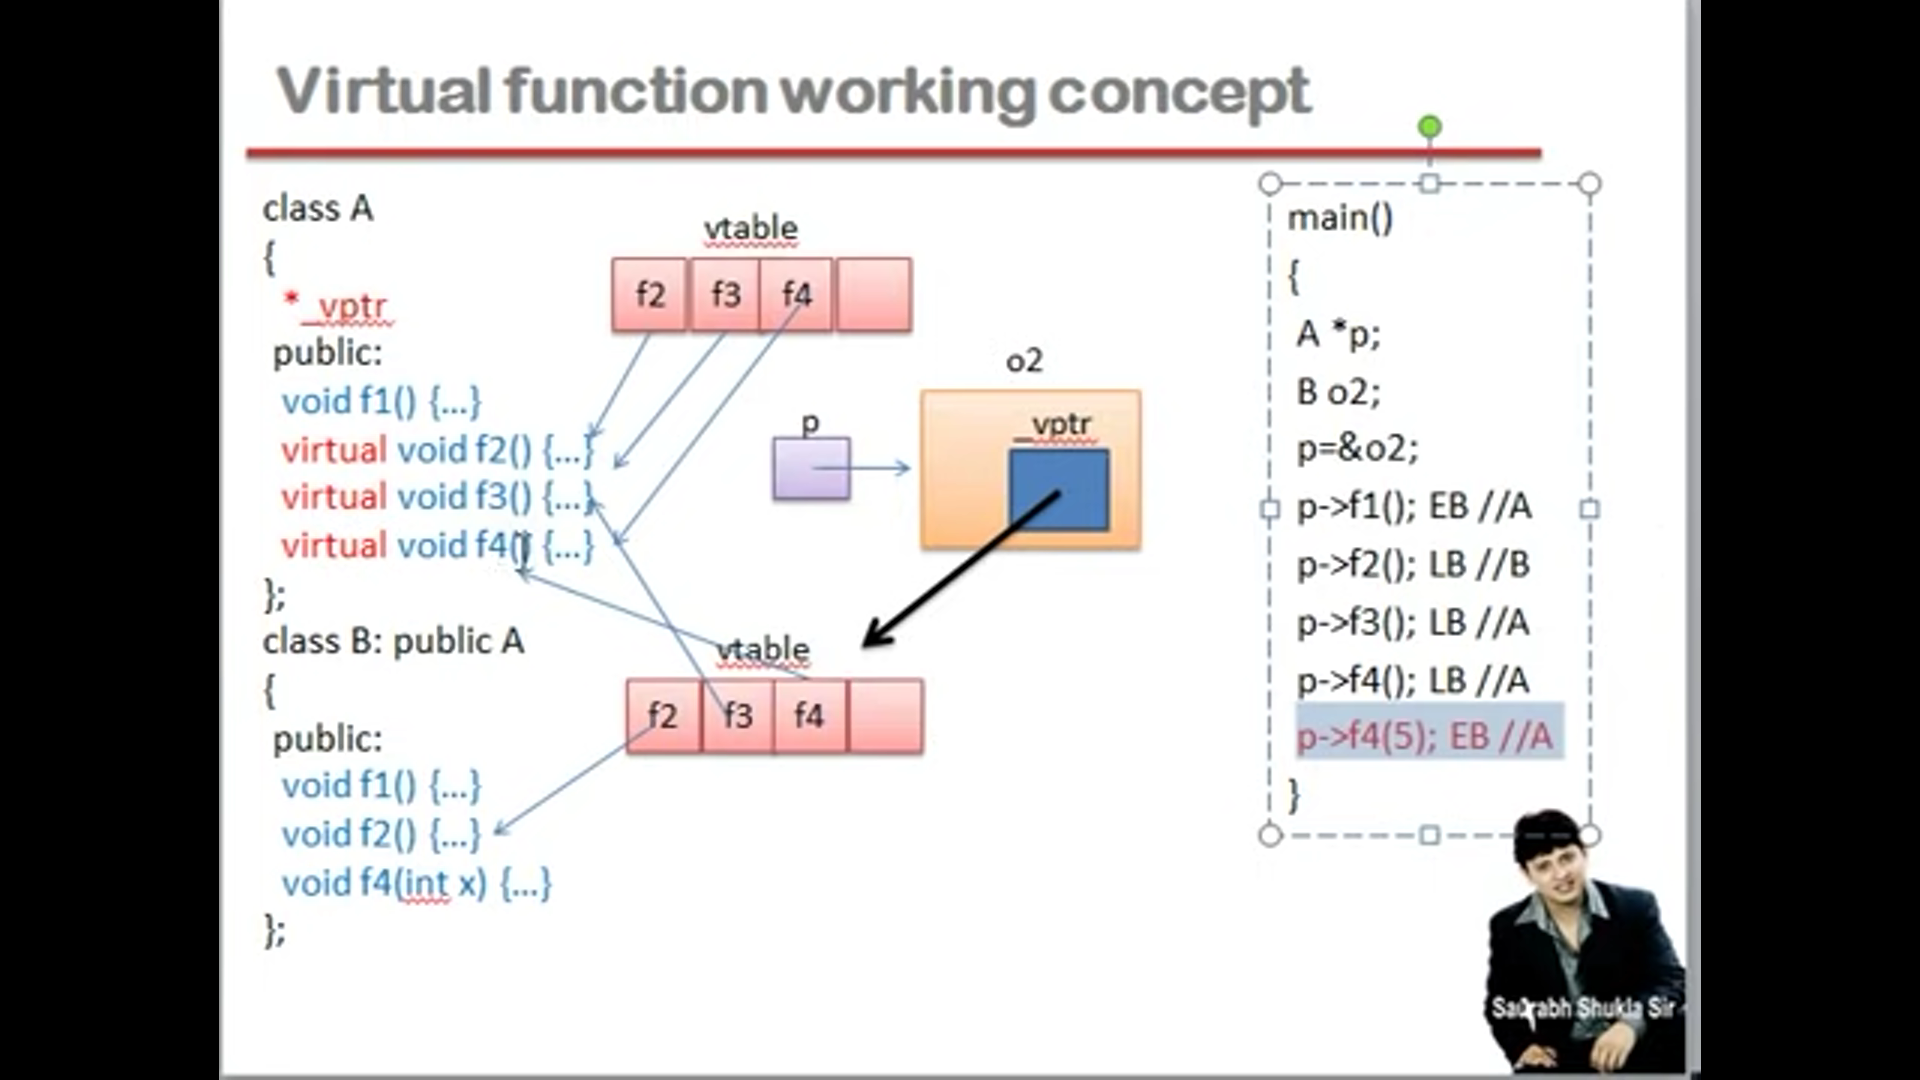 Virtual function working concept
class A
{
* _vptr
public:
void f1() {...}
virtual void f2() {...}
virtual void f3() {...}
virtual void f4() {...}
};
class B: public A
{
public:
void f1() {...}
void f2() {...}
void f4(int x) {...}
};
vtable
f2 f3 f4
p
o2
_vptr
vtable
f2 f3 f4
main()
{
A *p;
B o2;
p=&o2;
p->f1(); EB //A
p->f2(); LB //B
p->f3(); LB //A
p->f4(); LB //A
p->f4(5); EB //A
}
Saurabh Shukla Sir